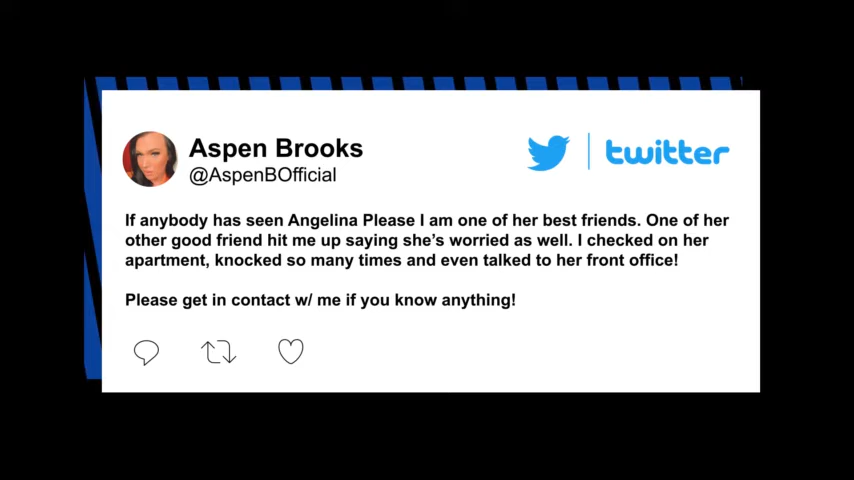 Aspen Brooks
@AspenBOfficial
twitter
If anybody has seen Angelina Please I am one of her best friends. One of her
other good friend hit me up saying she's worried as well. I checked on her
apartment, knocked so many times and even talked to her front office!
Please get in contact w/ me if you know anything!